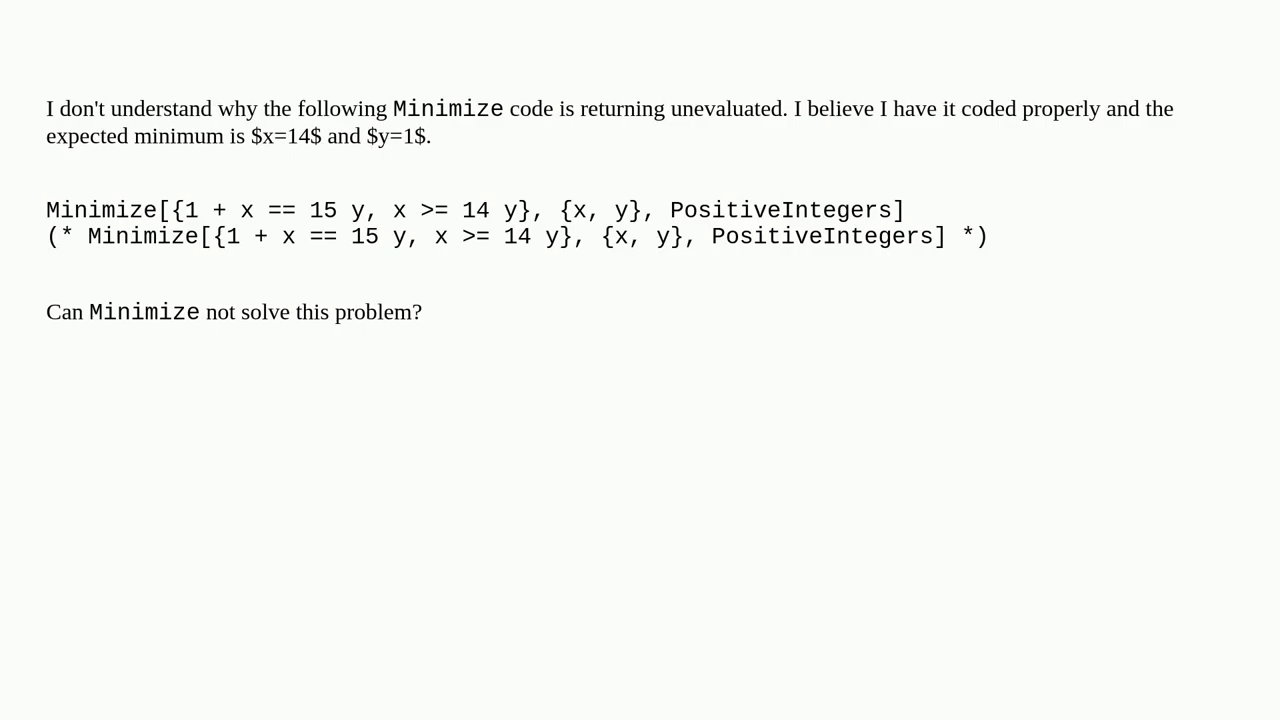 I don't understand why the following Minimize code is returning unevaluated. I believe I have it coded properly and the
expected minimum is $x=14$ and $y=1$.
Minimize[{1 + x == 15 y, x >= 14 y}, {x, y}, PositiveIntegers]
(* Minimize[{1 + x == 15 y, x >= 14 y}, {x, y}, PositiveIntegers] *)
Can Minimize not solve this problem?